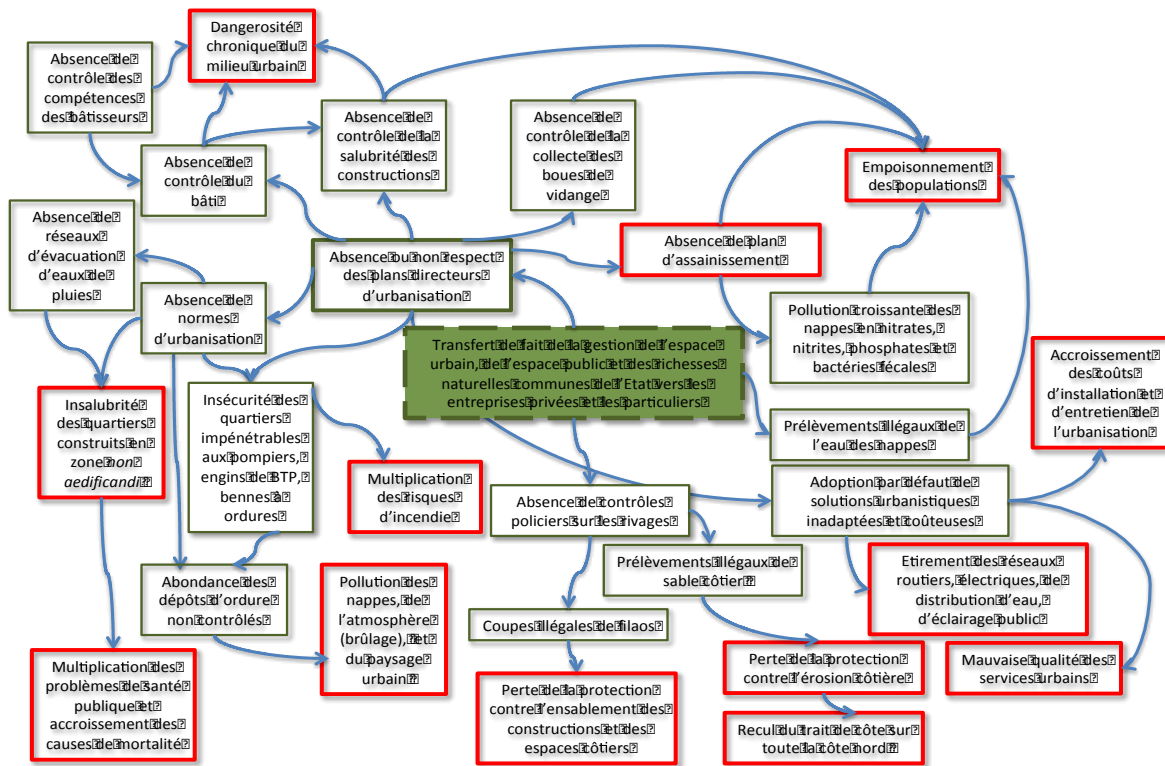 Dangerosité
chronique du
milieu urbain
Absence de
contrôle des
compétences
des bâtisseurs
Absence de
contrôle de la
salubrité des
constructions
Absence de
contrôle de la
collecte des
boues de
vidange
Absence de
contrôle du
bâti
Empoisonnement
des populations
Absence de
réseaux
d'évacuation
d'eaux de
pluies
Absence ou non respect
des plans directeurs
d'urbanisation
Absence de plan
d'assainissement
Absence de
normes
d'urbanisation
Pollution croissante des
nappes en nitrates,
nitrites, phosphates et
bactéries fécales
Transfert de fait de la gestion de l'espace
urbain, de l'espace public et des richesses
naturelles communes de l'Etat vers les
entreprises privées et les particuliers
Accroissement
des coûts
d'installation et
d'entretien de
l'urbanisation
Insalubrité
des quartiers
construits en
zone non
aedificandi
Insécurité des
quartiers
impénétrables
aux pompiers,
engins de BTP,
bennes à
ordures
Prélèvements illégaux de
l'eau des nappes
Multiplication
des risques
d'incendie
Absence de contrôles
policiers sur les rivages
Adoption par défaut de
solutions urbanistiques
inadaptées et coûteuses
Abondance des
dépôts d'ordure
non contrôlés
Pollution des
nappes, de
l'atmosphère
(brûlage), et
du paysage
urbain
Prélèvements illégaux de
sable côtier
Etirement des réseaux
routiers, électriques, de
distribution d'eau,
d'éclairage public
Coupes illégales de filaos
Multiplication des
problèmes de santé
publique et
accroissement des
causes de mortalité
Perte de la protection
contre l'ensablement des
constructions et des
espaces côtiers
Perte de la protection
contre l'érosion côtière
Mauvaise qualité des
services urbains
Recul du trait de côte sur
toute la côte nord